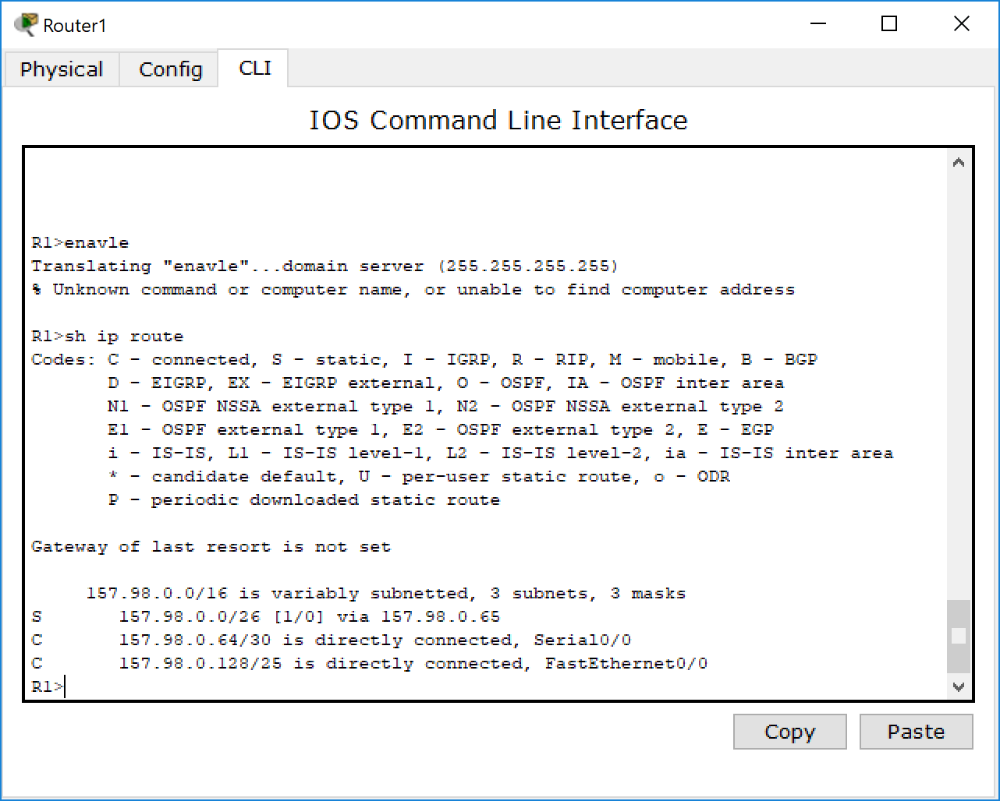 Router1
Physical Config CLI
IOS Command Line Interface
R1>enavle
Translating "enavle"...domain server (255.255.255.255)
% Unknown command or computer name, or unable to find computer address
R1>sh ip route
Codes: C - connected, S - static, I - IGRP, R - RIP, M - mobile, B - BGP
D - EIGRP, EX - EIGRP external, O - OSPF, IA - OSPF inter area
N1 - OSPF NSSA external type 1, N2 - OSPF NSSA external type 2
E1 - OSPF external type 1, E2 - OSPF external type 2, E - EGP
i - IS-IS, L1 - IS-IS level-1, L2 - IS-IS level-2, ia - IS-IS inter area
* - candidate default, U - per-user static route, o - ODR
P - periodic downloaded static route
Gateway of last resort is not set
157.98.0.0/16 is variably subnetted, 3 subnets, 3 masks
S 157.98.0.0/26 [1/0] via 157.98.0.65
C 157.98.0.64/30 is directly connected, Serial0/0
C 157.98.0.128/25 is directly connected, FastEthernet0/0
R1>
Copy Paste